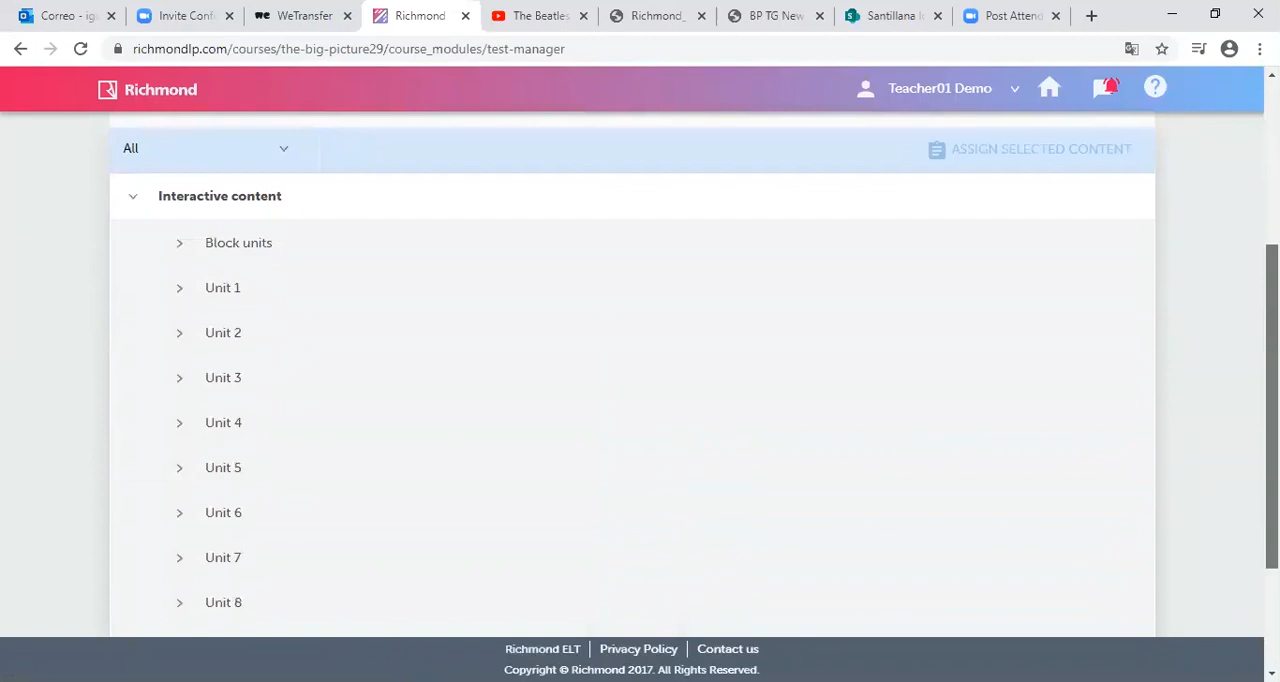 Correo - ig
Invite Confi
WeTransfer
Richmond
The Beatles
Richmond_
BP TG New
Santillana I
Post Attend
richmondlp.com/courses/the-big-picture29/course_modules/test-manager
Richmond
Teacher01 Demo
All
ASSIGN SELECTED CONTENT
Interactive content
Block units
Unit 1
Unit 2
Unit 3
Unit 4
Unit 5
Unit 6
Unit 7
Unit 8
Richmond ELT | Privacy Policy | Contact us
Copyright © Richmond 2017. All Rights Reserved.